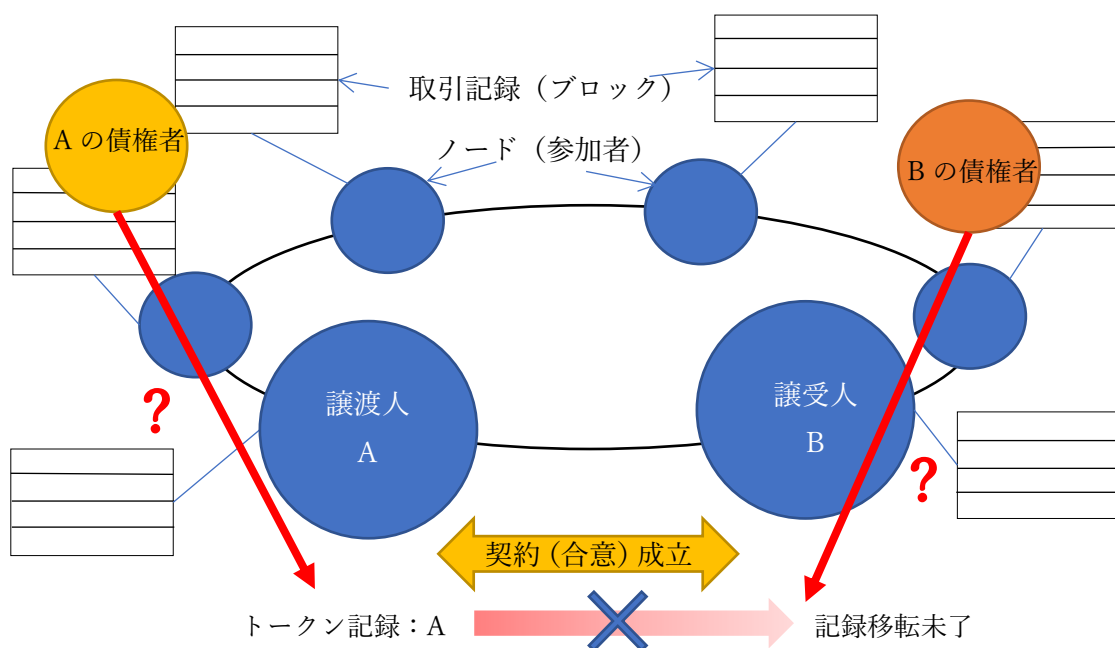 取引記録（ブロック）
A の債権者
ノード（参加者）
B の債権者
譲渡人
A
譲受人
B
?
?
契約（合意）成立
トークン記録：A
記録移転未了